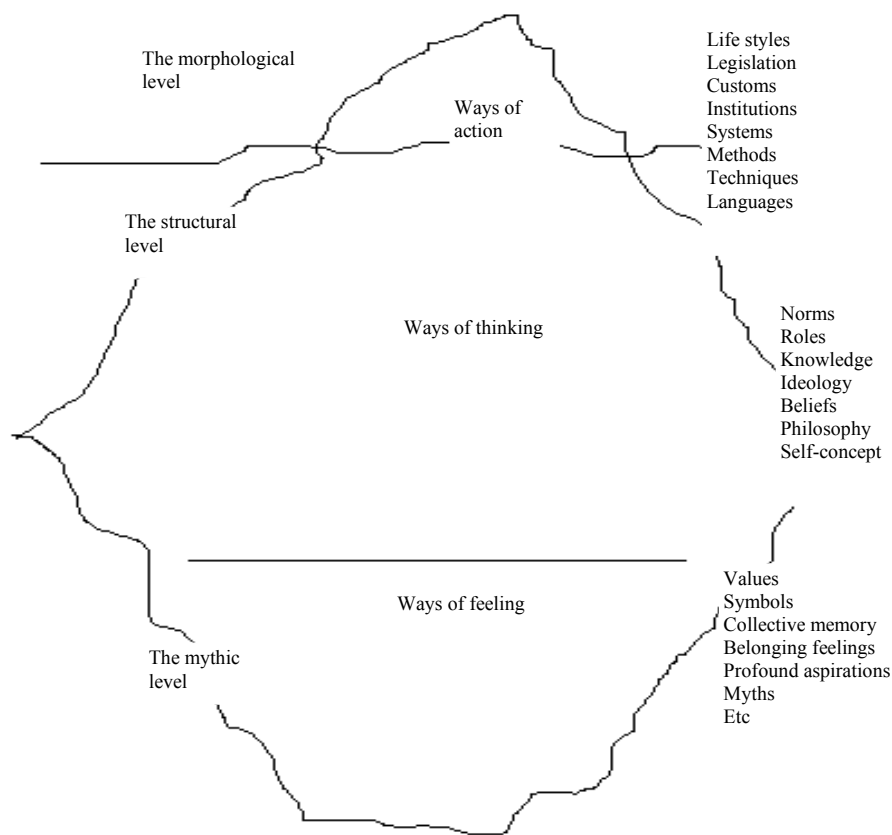 The morphological
level
Ways of
action
Life styles
Legislation
Customs
Institutions
Systems
Methods
Techniques
Languages
The structural
level
Ways of thinking
Norms
Roles
Knowledge
Ideology
Beliefs
Philosophy
Self-concept
Ways of feeling
The mythic
level
Values
Symbols
Collective memory
Belonging feelings
Profound aspirations
Myths
Etc